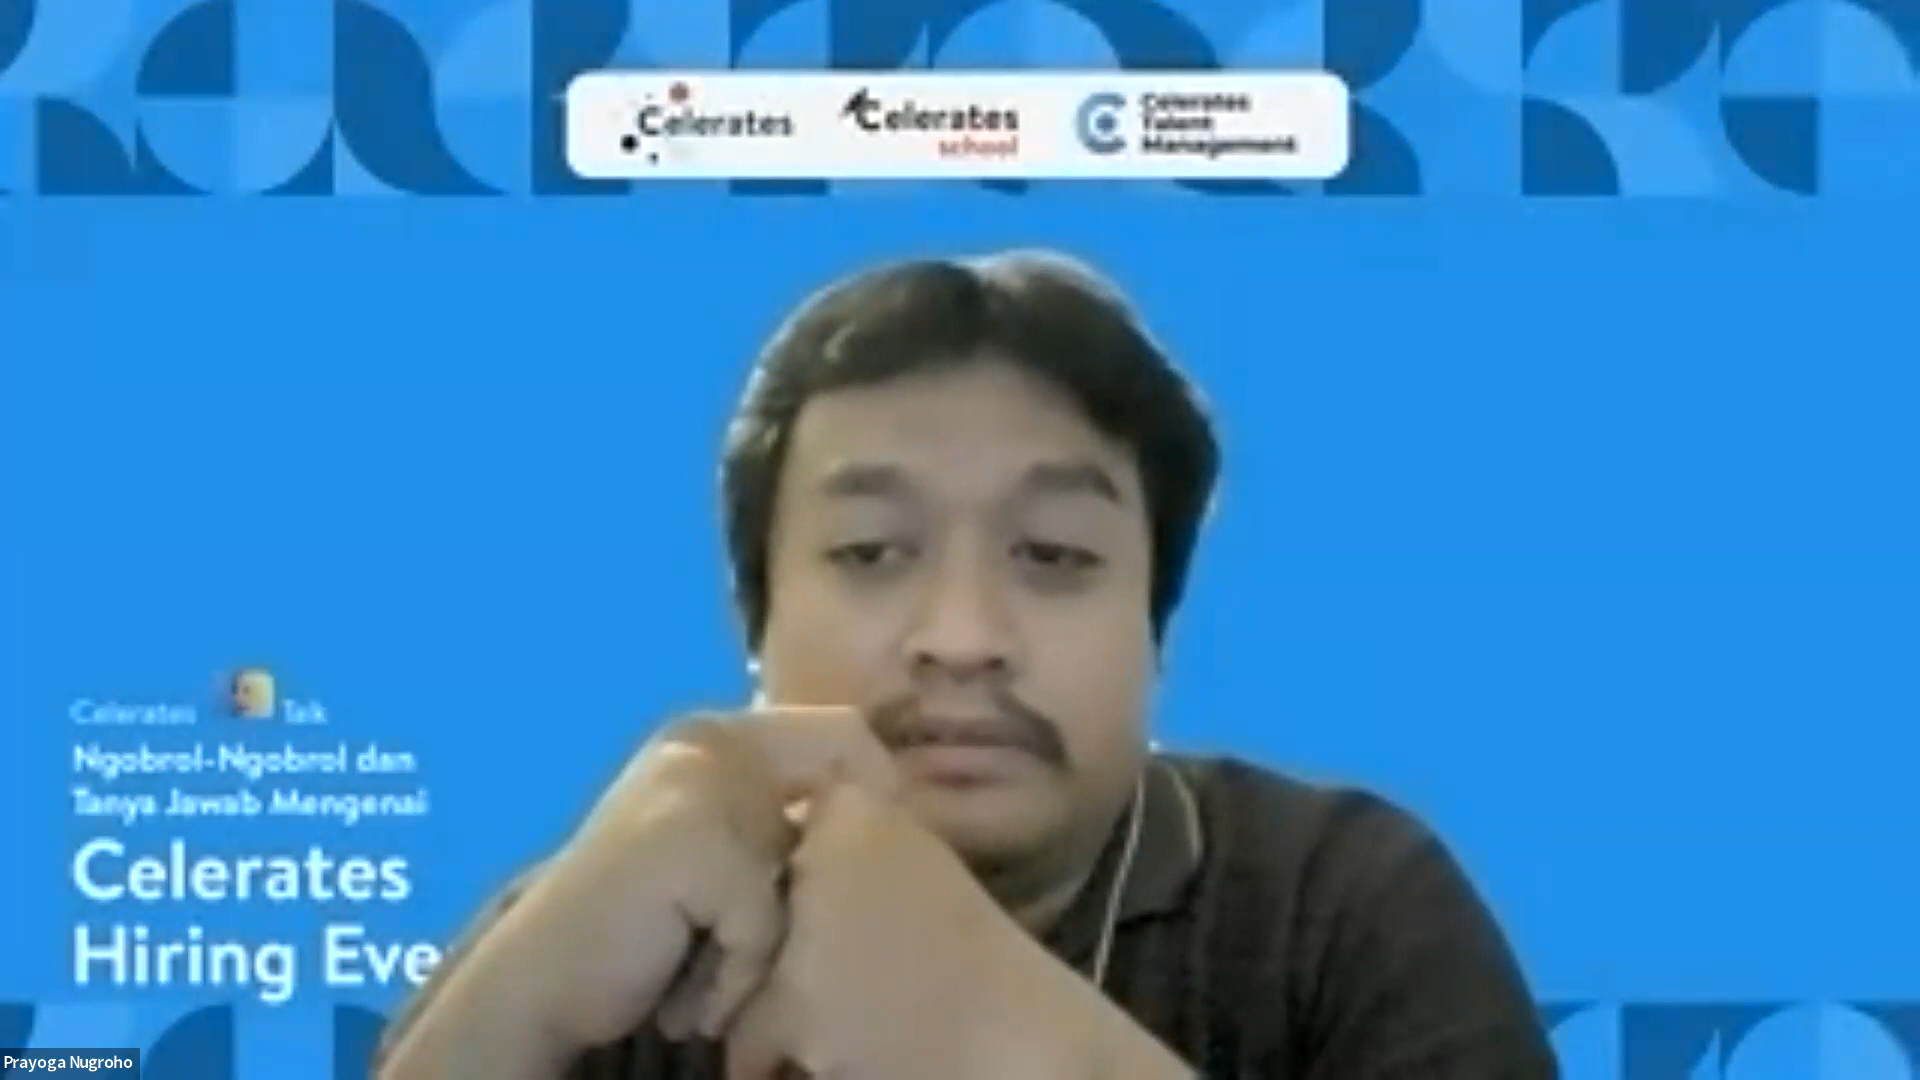 Celerates
Celerates
school
Celerates
Talent
Management
Celerates Talk
Ngobrol-Ngobrol dan
Tanya Jawab Mengenai
Celerates
Hiring Eve
Prayoga Nugroho